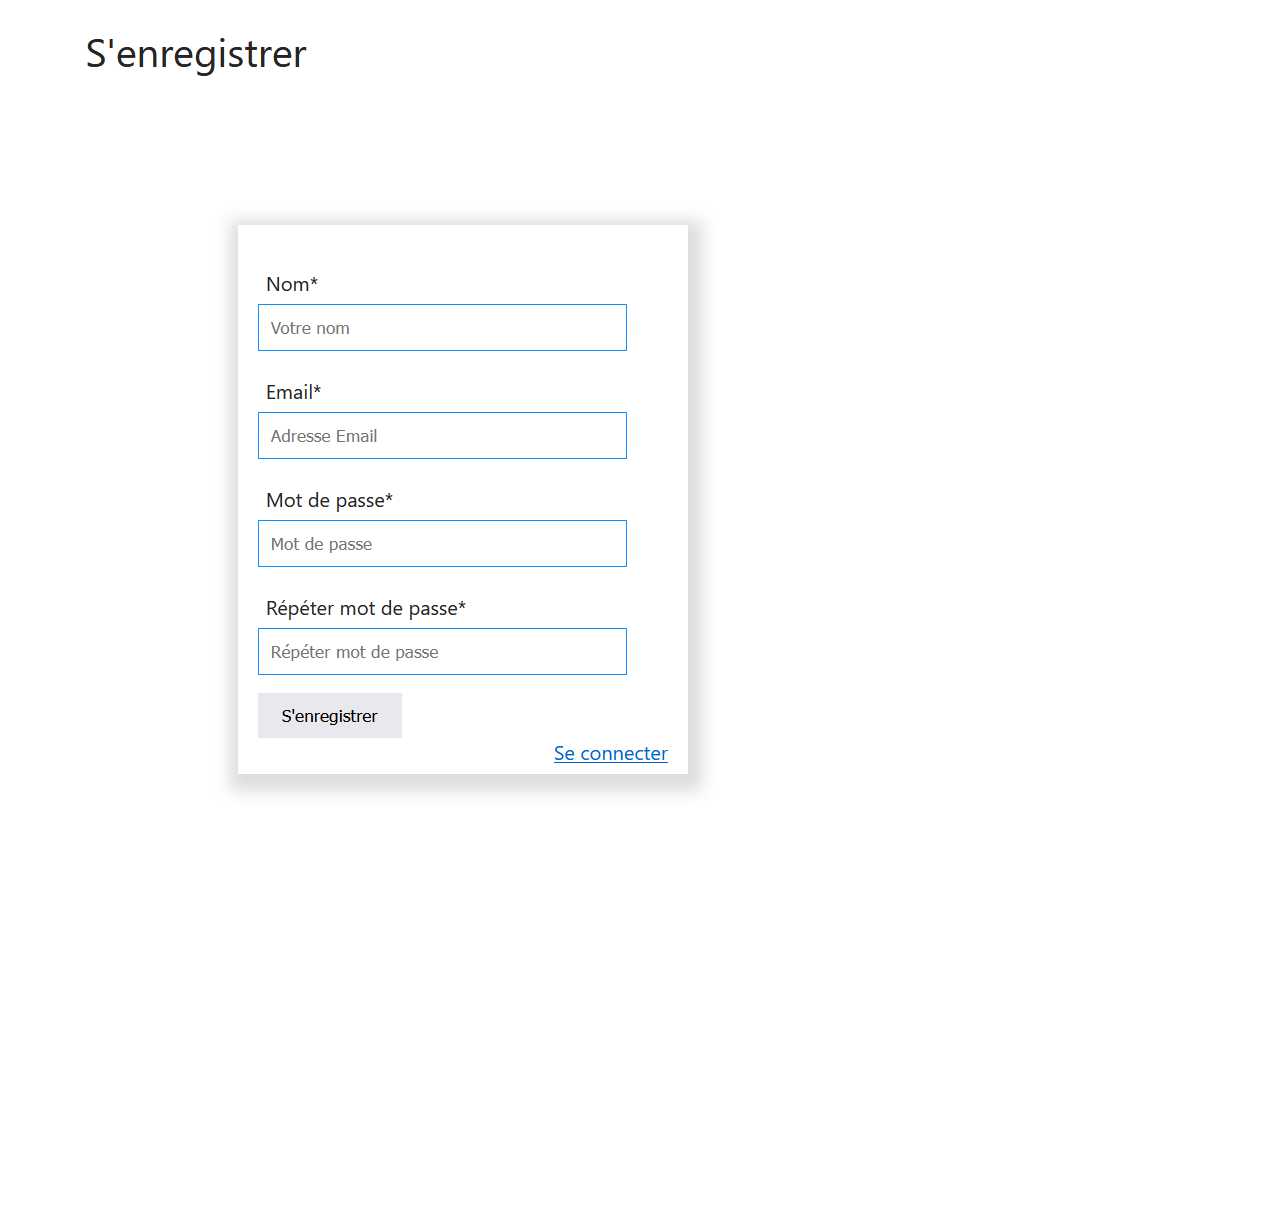 S'enregistrer
Nom*
Votre nom
Email*
Adresse Email
Mot de passe*
Mot de passe
Répéter mot de passe*
Répéter mot de passe
S'enregistrer
Se connecter